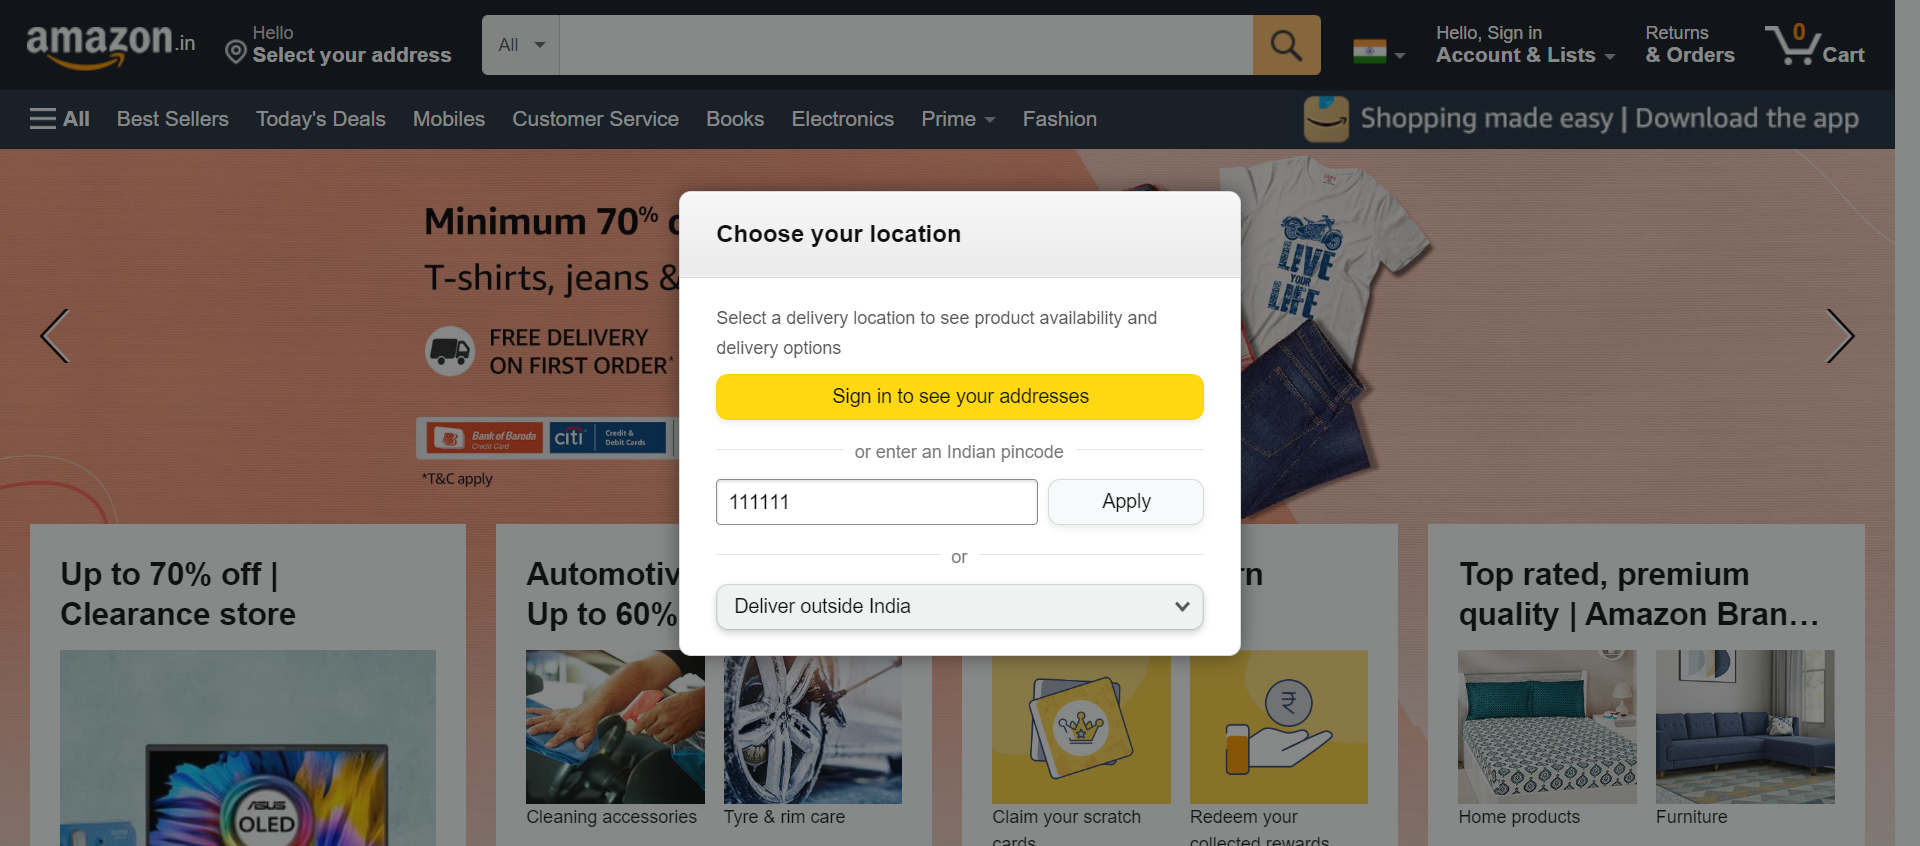 amazon.in
Hello
Select your address
All
Hello, Sign in
Account & Lists
Returns
& Orders
0
Cart
All
Best Sellers
Today's Deals
Mobiles
Customer Service
Books
Electronics
Prime
Fashion
Shopping made easy | Download the app
Minimum 70%
T-shirts, jeans &
FREE DELIVERY
ON FIRST ORDER*
Bank of Baroda
Credit Card
citi
Credit &
Debit Cards
*T&C apply
LIVE
YOUR
LIFE
Choose your location
Select a delivery location to see product availability and
delivery options
Sign in to see your addresses
or enter an Indian pincode
111111
Apply
or
Deliver outside India
Up to 70% off |
Clearance store
ASUS
OLED
Automotiv
Up to 60%
Cleaning accessories
Tyre & rim care
rn
₹
Claim your scratch
cards
Redeem your
collected rewards
Top rated, premium
quality | Amazon Bran…
Home products
Furniture